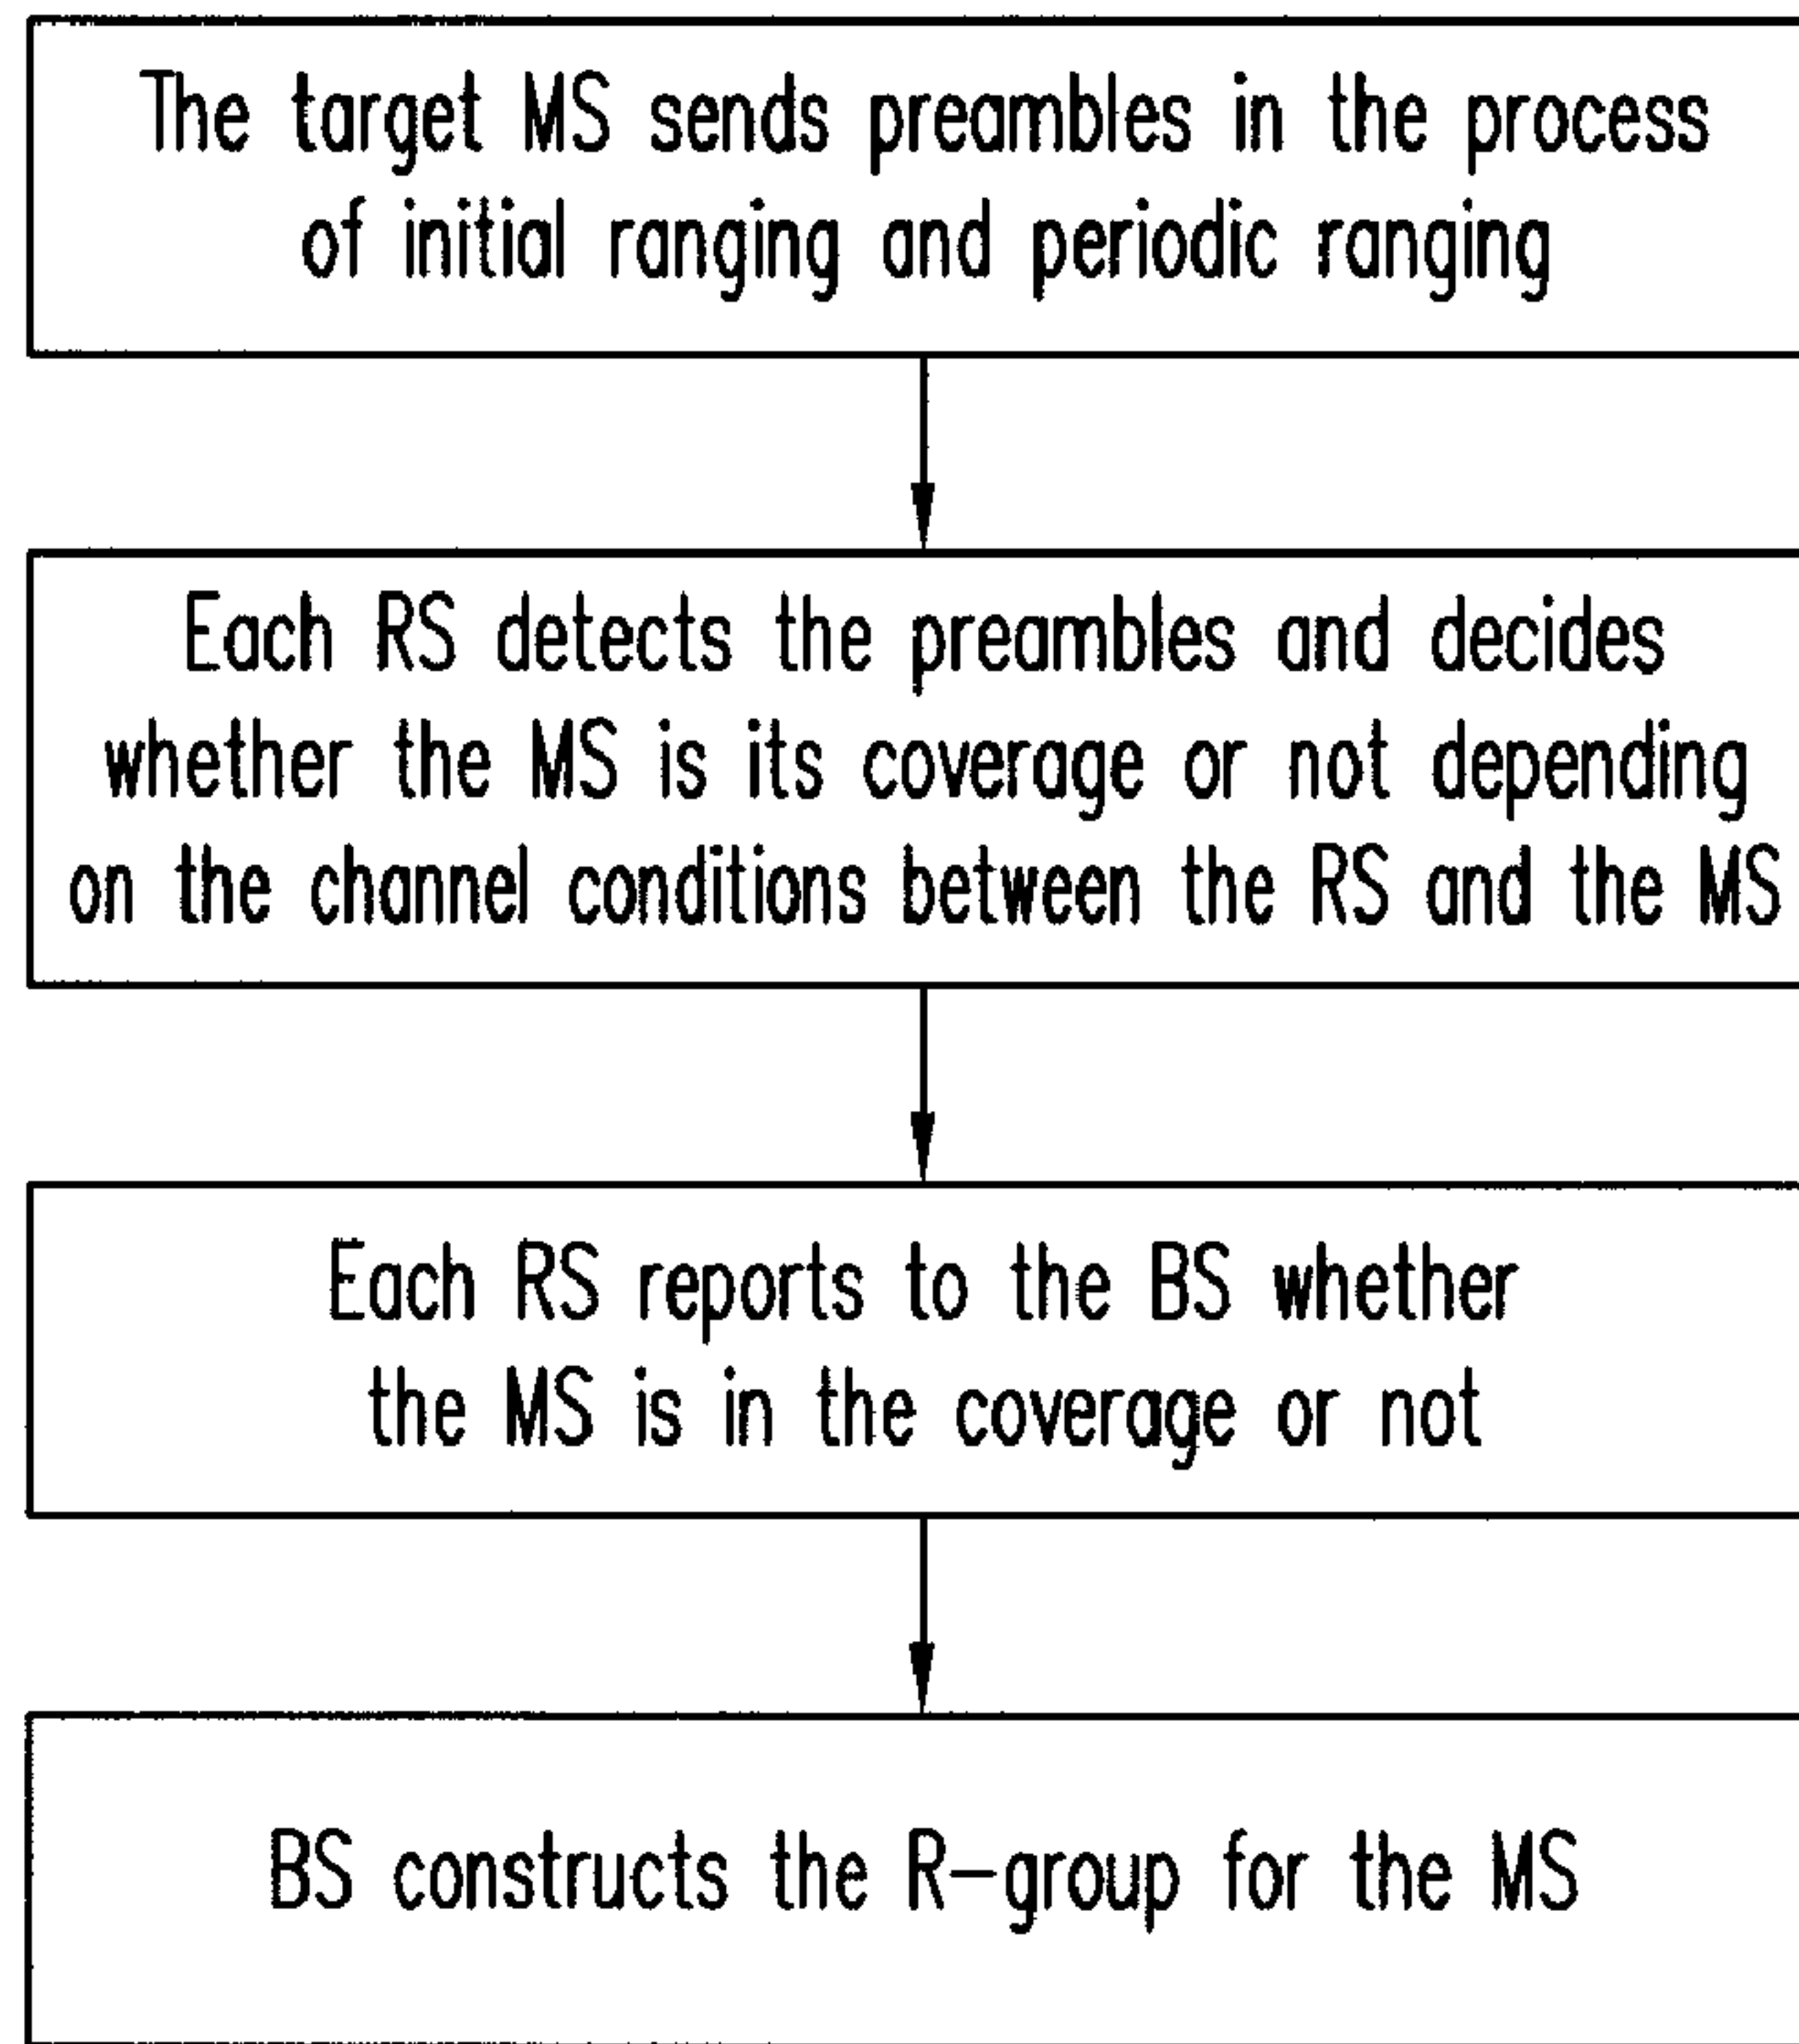 The target MS sends preambles in the process
of initial ranging and periodic ranging
Each RS detects the preambles and decides
whether the MS is its coverage or not depending
on the channel conditions between the RS and the MS
Each RS reports to the BS whether
the MS is in the coverage or not
BS constructs the R-group for the MS